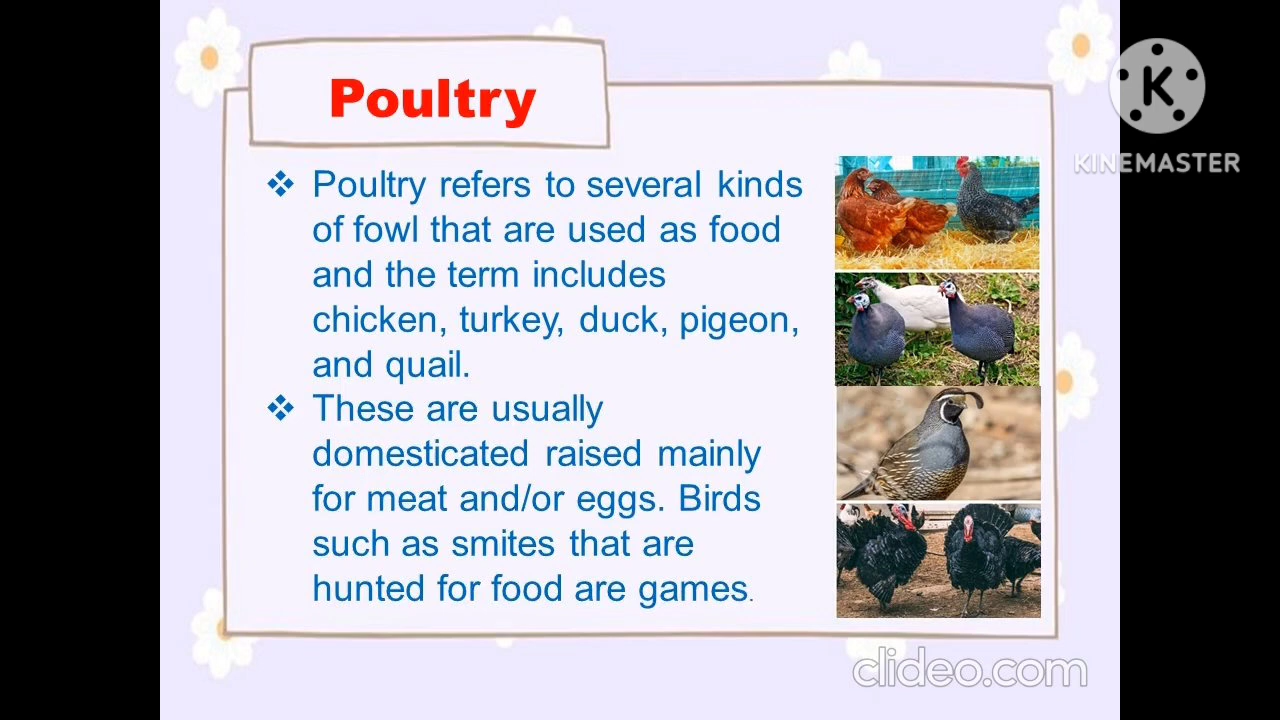 Poultry
❖ Poultry refers to several kinds
of fowl that are used as food
and the term includes
chicken, turkey, duck, pigeon,
and quail.
❖ These are usually
domesticated raised mainly
for meat and/or eggs. Birds
such as smites that are
hunted for food are games.
K
KINEMASTER
clideo.com